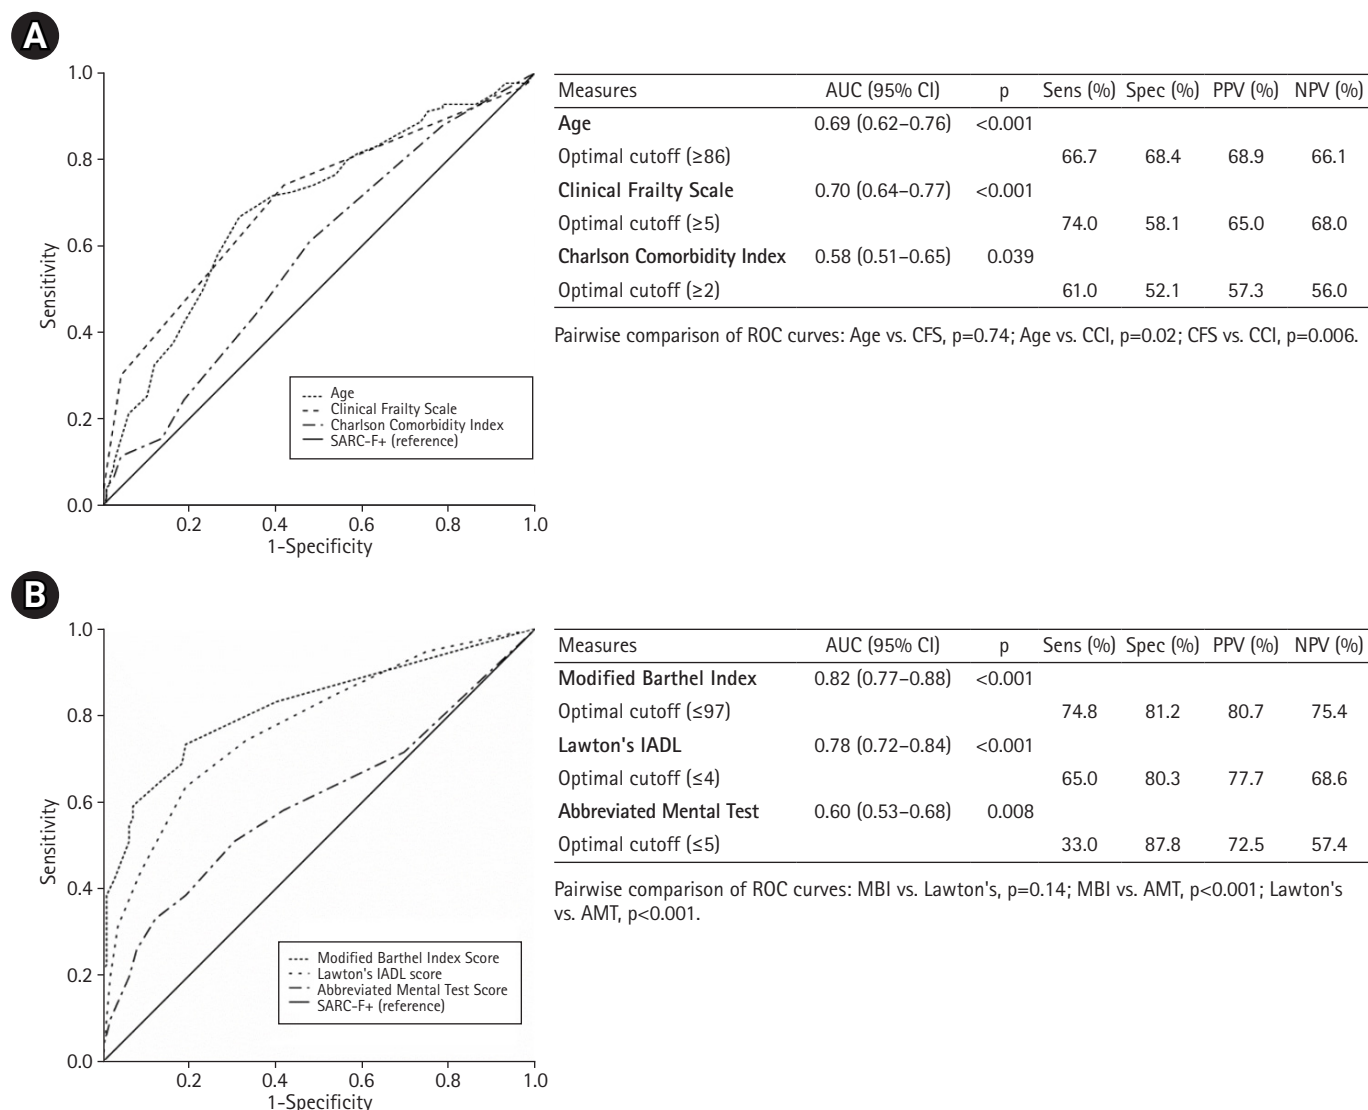 A
1.0
0.8
0.6
0.4
0.2
0.0
Sensitivity
0.2 0.4 0.6 0.8 1.0
1-Specificity
Age
Clinical Frailty Scale
Charlson Comorbidity Index
SARC-F+ (reference)
Measures AUC (95% CI) p Sens (%) Spec (%) PPV (%) NPV (%)
Age 0.69 (0.62–0.76) <0.001
Optimal cutoff (≥86) 66.7 68.4 68.9 66.1
Clinical Frailty Scale 0.70 (0.64–0.77) <0.001
Optimal cutoff (≥5) 74.0 58.1 65.0 68.0
Charlson Comorbidity Index 0.58 (0.51–0.65) 0.039
Optimal cutoff (≥2) 61.0 52.1 57.3 56.0
Pairwise comparison of ROC curves: Age vs. CFS, p=0.74; Age vs. CCI, p=0.02; CFS vs. CCI, p=0.006.
B
1.0
0.8
0.6
0.4
0.2
0.0
Sensitivity
0.2 0.4 0.6 0.8 1.0
1-Specificity
Modified Barthel Index Score
Lawton's IADL score
Abbreviated Mental Test Score
SARC-F+ (reference)
Measures AUC (95% CI) p Sens (%) Spec (%) PPV (%) NPV (%)
Modified Barthel Index 0.82 (0.77–0.88) <0.001
Optimal cutoff (≤97) 74.8 81.2 80.7 75.4
Lawton's IADL 0.78 (0.72–0.84) <0.001
Optimal cutoff (≤4) 65.0 80.3 77.7 68.6
Abbreviated Mental Test 0.60 (0.53–0.68) 0.008
Optimal cutoff (≤5) 33.0 87.8 72.5 57.4
Pairwise comparison of ROC curves: MBI vs. Lawton's, p=0.14; MBI vs. AMT, p<0.001; Lawton's
vs. AMT, p<0.001.